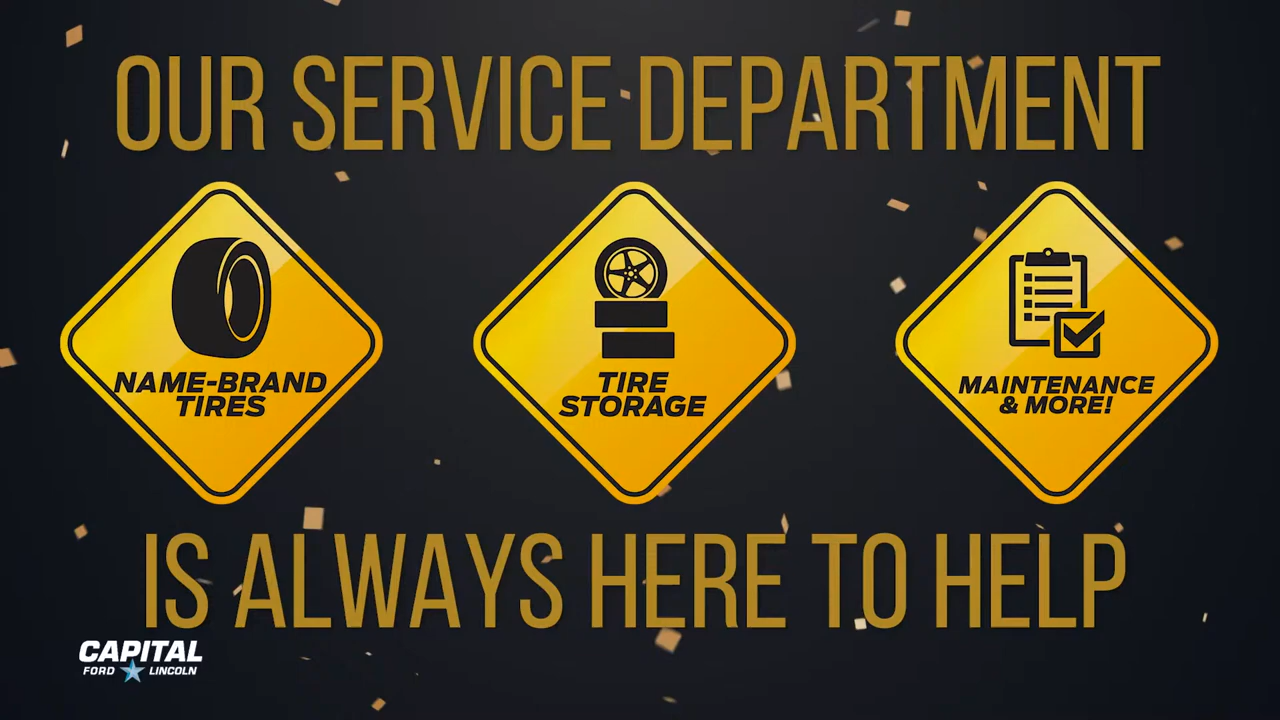 OUR SERVICE DEPARTMENT
NAME-BRAND
TIRES
TIRE
STORAGE
MAINTENANCE
& MORE!
IS ALWAYS HERE TO HELP
CAPITAL
FORD LINCOLN